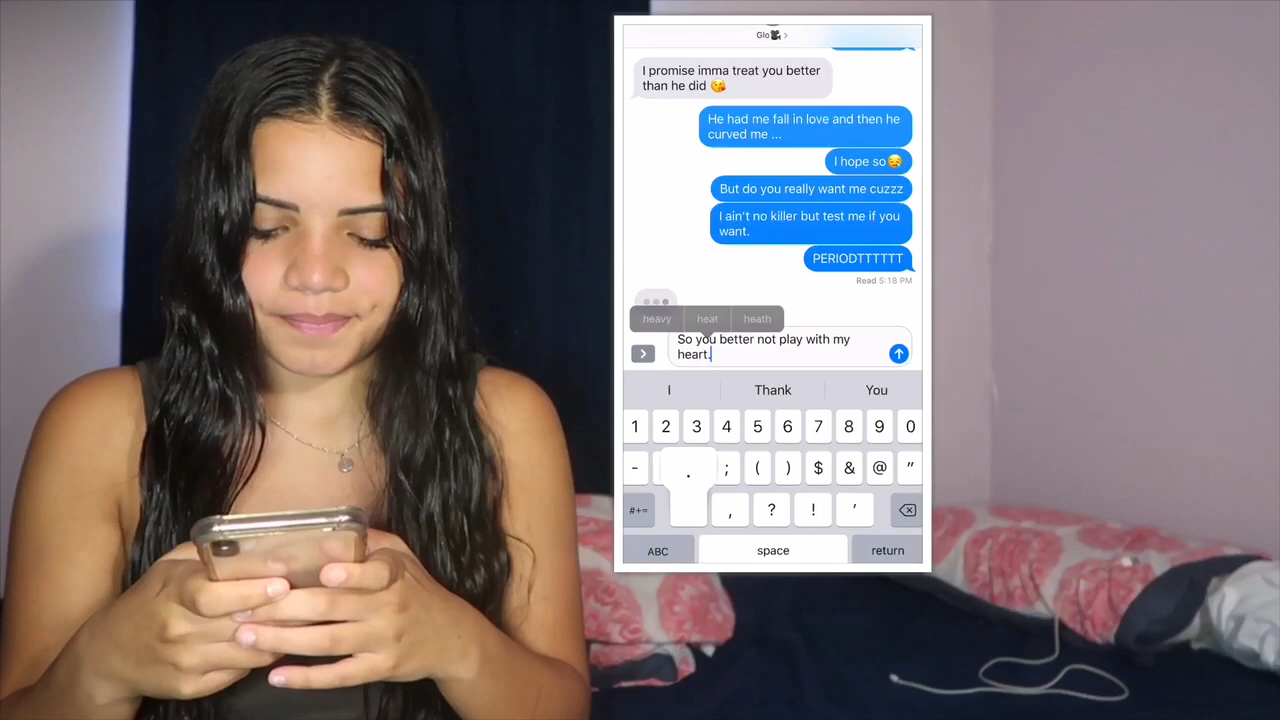 Glo🎥 >
I promise imma treat you better
than he did 😘
He had me fall in love and then he
curved me ...
I hope so😪
But do you really want me cuzzz
I ain't no killer but test me if you
want.
PERIODTTTTTT
Read 5:18 PM
heavy heat heath
So you better not play with my
heart.
I Thank You
1 2 3 4 5 6 7 8 9 0
- . ; ( ) $ & @ "
#+= , ? ! '
ABC space return